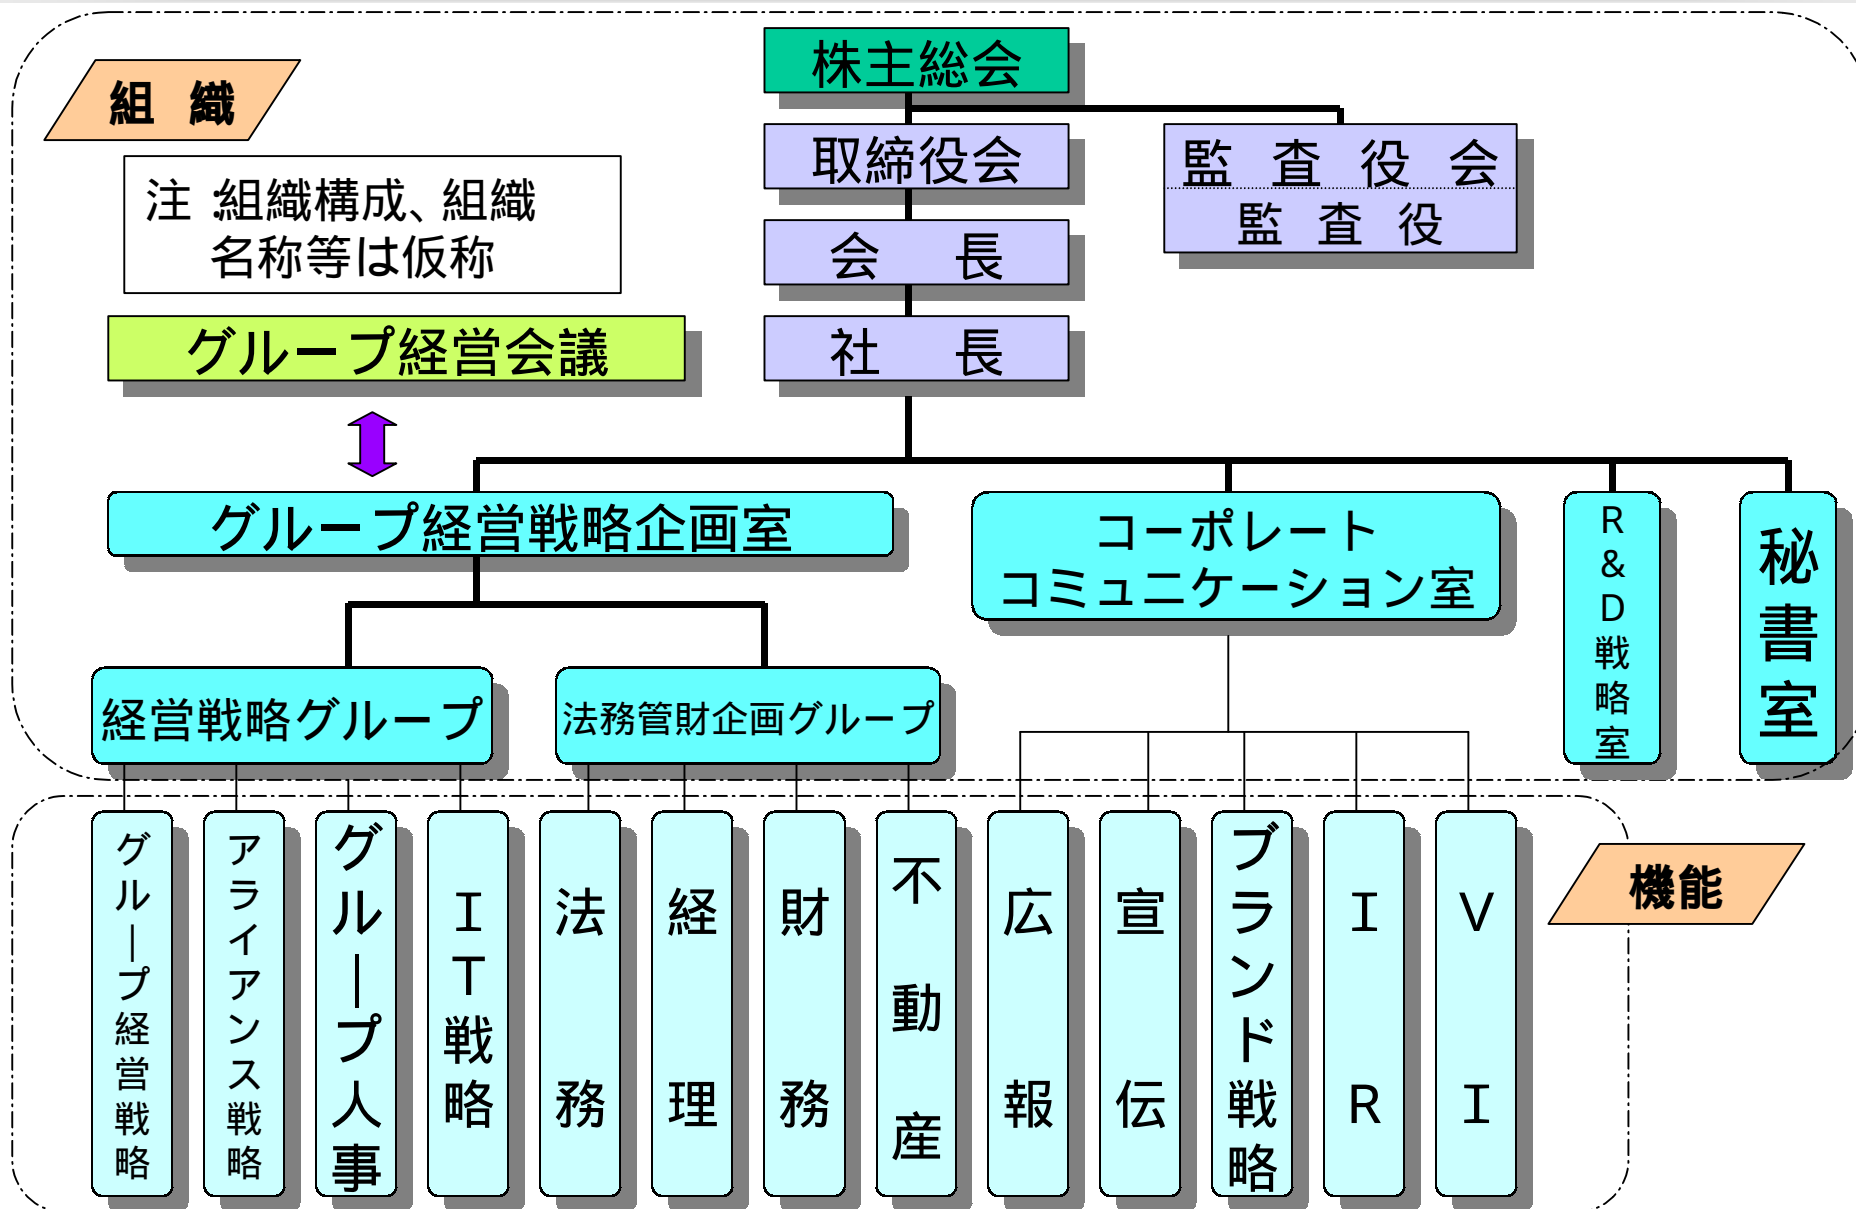 組 織
株主総会
取締役会
監 査 役 会
監 査 役
注:組織構成、組織
名称等は仮称
会 長
グループ経営会議
社 長
グループ経営戦略企画室
コーポレート
コミュニケーション室
R&D戦略室
秘書室
経営戦略グループ
法務管財企画グループ
機能
グループ経営戦略
アライアンス戦略
グループ人事
IT戦略
法務
経理
財務
不動産
広報
宣伝
ブランド戦略
IR
VI